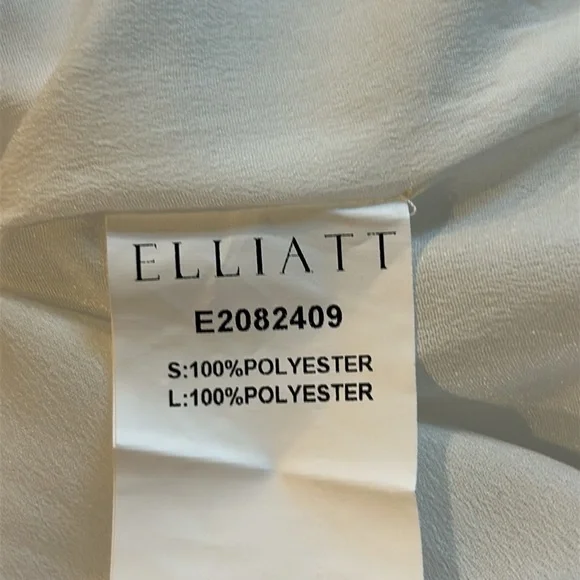 ELLIATT
E2082409
S:100%POLYESTER
L:100%POLYESTER